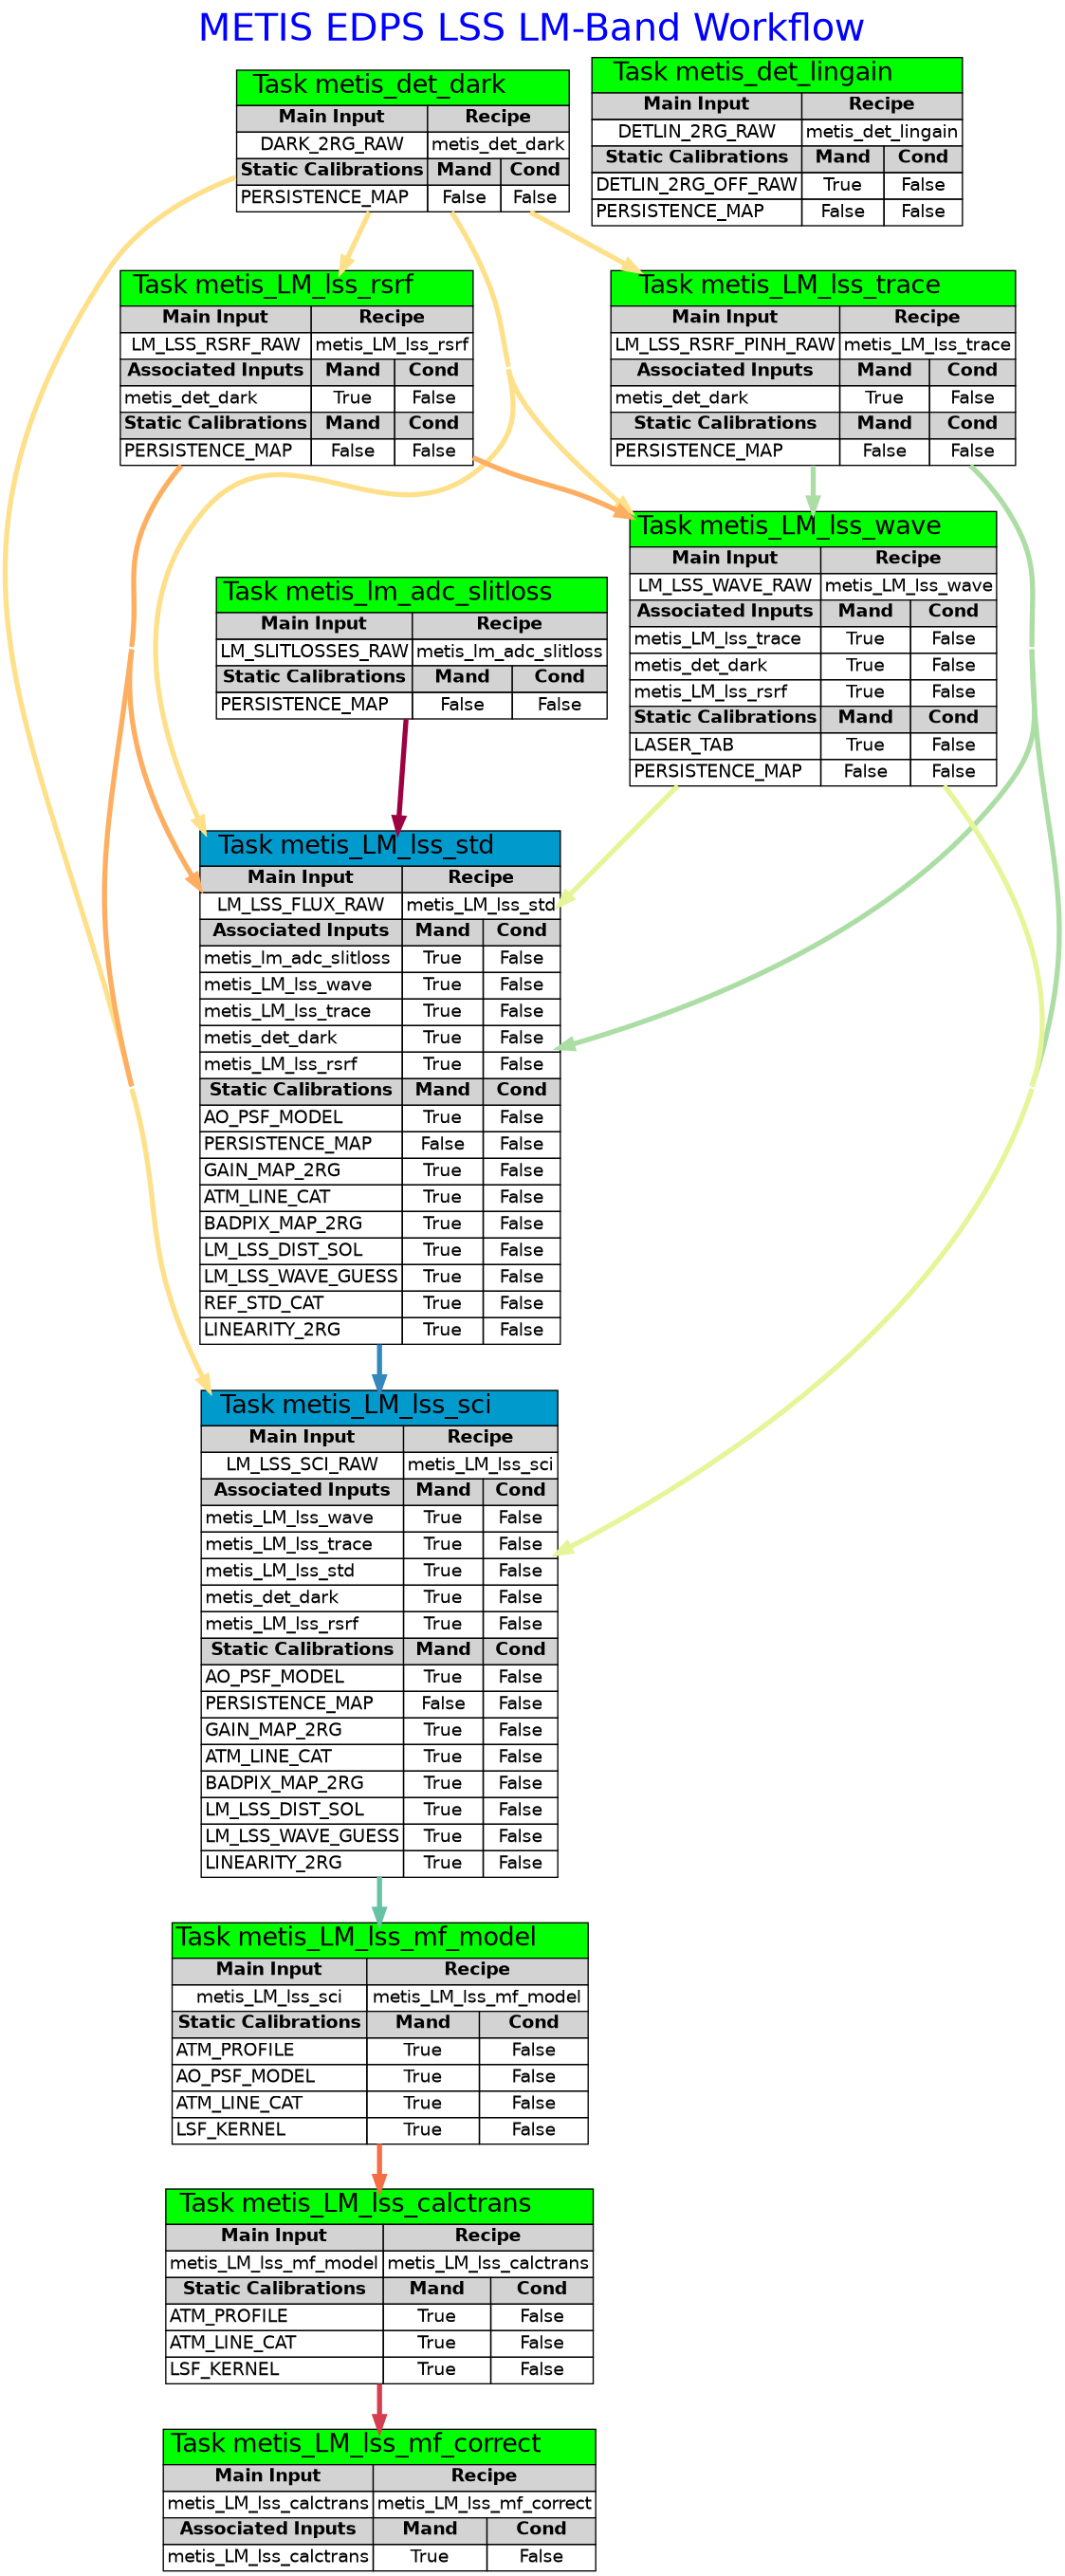 METIS EDPS LSS LM-Band Workflow
Task metis_det_dark
Main Input Recipe
DARK_2RG_RAW metis_det_dark
Static Calibrations Mand Cond
PERSISTENCE_MAP False False
Task metis_det_lingain
Main Input Recipe
DETLIN_2RG_RAW metis_det_lingain
Static Calibrations Mand Cond
DETLIN_2RG_OFF_RAW True False
PERSISTENCE_MAP False False
Task metis_LM_lss_rsrf
Main Input Recipe
LM_LSS_RSRF_RAW metis_LM_lss_rsrf
Associated Inputs Mand Cond
metis_det_dark True False
Static Calibrations Mand Cond
PERSISTENCE_MAP False False
Task metis_LM_lss_trace
Main Input Recipe
LM_LSS_RSRF_PINH_RAW metis_LM_lss_trace
Associated Inputs Mand Cond
metis_det_dark True False
Static Calibrations Mand Cond
PERSISTENCE_MAP False False
Task metis_LM_lss_wave
Main Input Recipe
LM_LSS_WAVE_RAW metis_LM_lss_wave
Associated Inputs Mand Cond
metis_LM_lss_trace True False
metis_det_dark True False
metis_LM_lss_rsrf True False
Static Calibrations Mand Cond
LASER_TAB True False
PERSISTENCE_MAP False False
Task metis_lm_adc_slitloss
Main Input Recipe
LM_SLITLOSSES_RAW metis_lm_adc_slitloss
Static Calibrations Mand Cond
PERSISTENCE_MAP False False
Task metis_LM_lss_std
Main Input Recipe
LM_LSS_FLUX_RAW metis_LM_lss_std
Associated Inputs Mand Cond
metis_lm_adc_slitloss True False
metis_LM_lss_wave True False
metis_LM_lss_trace True False
metis_det_dark True False
metis_LM_lss_rsrf True False
Static Calibrations Mand Cond
AO_PSF_MODEL True False
PERSISTENCE_MAP False False
GAIN_MAP_2RG True False
ATM_LINE_CAT True False
BADPIX_MAP_2RG True False
LM_LSS_DIST_SOL True False
LM_LSS_WAVE_GUESS True False
REF_STD_CAT True False
LINEARITY_2RG True False
Task metis_LM_lss_sci
Main Input Recipe
LM_LSS_SCI_RAW metis_LM_lss_sci
Associated Inputs Mand Cond
metis_LM_lss_wave True False
metis_LM_lss_trace True False
metis_LM_lss_std True False
metis_det_dark True False
metis_LM_lss_rsrf True False
Static Calibrations Mand Cond
AO_PSF_MODEL True False
PERSISTENCE_MAP False False
GAIN_MAP_2RG True False
ATM_LINE_CAT True False
BADPIX_MAP_2RG True False
LM_LSS_DIST_SOL True False
LM_LSS_WAVE_GUESS True False
LINEARITY_2RG True False
Task metis_LM_lss_mf_model
Main Input Recipe
metis_LM_lss_sci metis_LM_lss_mf_model
Static Calibrations Mand Cond
ATM_PROFILE True False
AO_PSF_MODEL True False
ATM_LINE_CAT True False
LSF_KERNEL True False
Task metis_LM_lss_calctrans
Main Input Recipe
metis_LM_lss_mf_model metis_LM_lss_calctrans
Static Calibrations Mand Cond
ATM_PROFILE True False
ATM_LINE_CAT True False
LSF_KERNEL True False
Task metis_LM_lss_mf_correct
Main Input Recipe
metis_LM_lss_calctrans metis_LM_lss_mf_correct
Associated Inputs Mand Cond
metis_LM_lss_calctrans True False